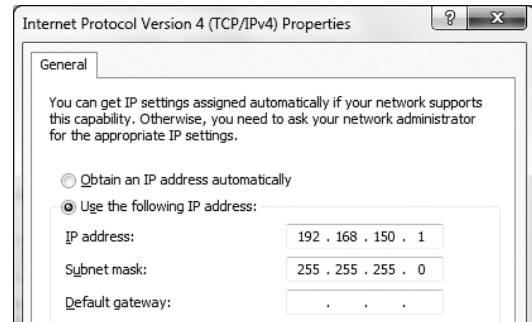 Internet Protocol Version 4 (TCP/IPv4) Properties
? x
General
You can get IP settings assigned automatically if your network supports
this capability. Otherwise, you need to ask your network administrator
for the appropriate IP settings.
Obtain an IP address automatically
Use the following IP address:
IP address: 192 . 168 . 150 . 1
Subnet mask: 255 . 255 . 255 . 0
Default gateway: . . .